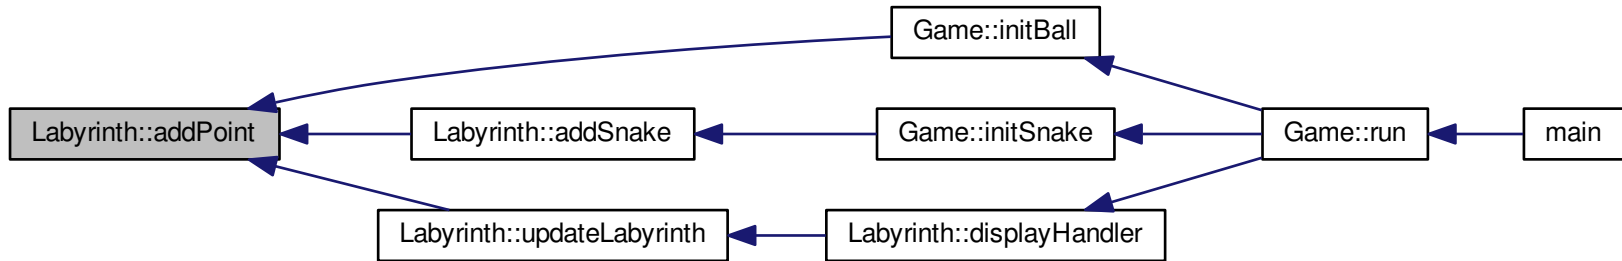 Game::initBall
Labyrinth::addPoint
Labyrinth::addSnake
Game::initSnake
Game::run
main
Labyrinth::updateLabyrinth
Labyrinth::displayHandler